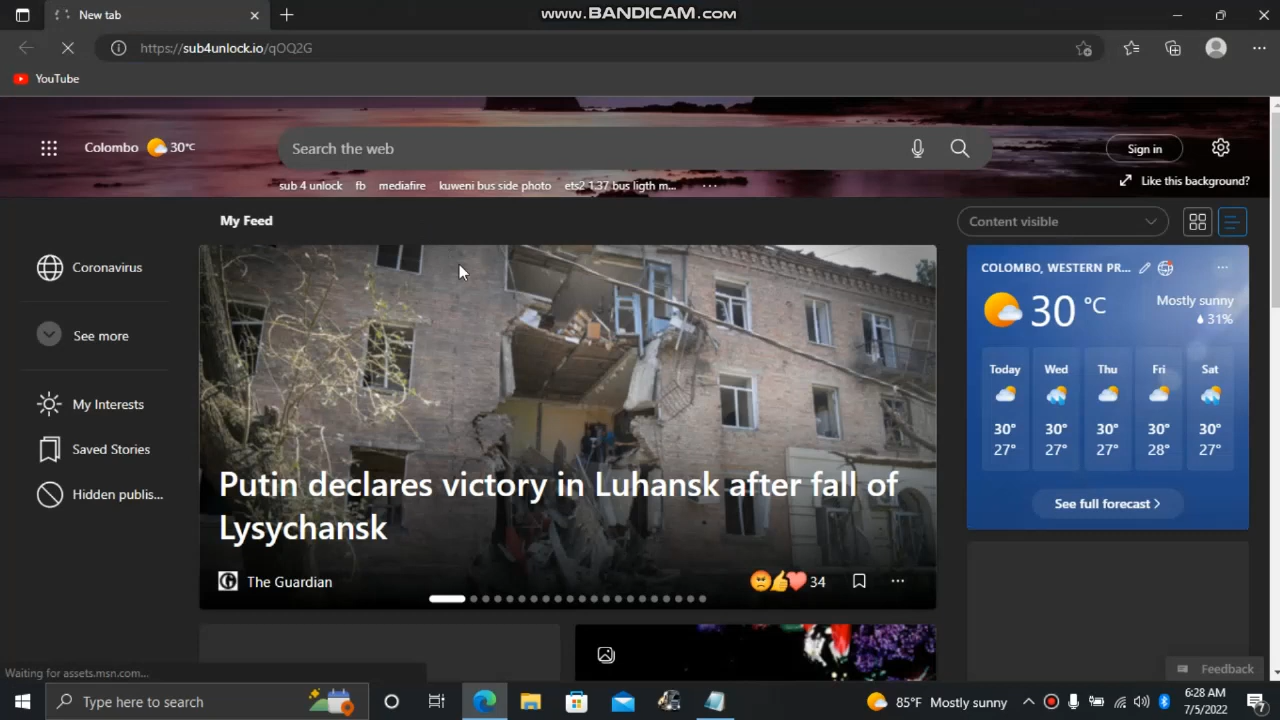 New tab
www.BANDICAM.com
https://sub4unlock.io/qOQ2G
YouTube
Colombo
30°C
Search the web
Sign in
sub 4 unlock
fb
mediafire
kuweni bus side photo
ets2 1.37 bus ligth m...
Like this background?
My Feed
Content visible
Coronavirus
See more
My Interests
Saved Stories
Hidden publis...
Putin declares victory in Luhansk after fall of
Lysychansk
The Guardian
34
COLOMBO, WESTERN PR...
30 °C
Mostly sunny
31%
Today Wed Thu Fri Sat
30° 30° 30° 30° 30°
27° 27° 27° 28° 27°
See full forecast
Feedback
Waiting for assets.msn.com...
Type here to search
85°F Mostly sunny
6:28 AM
7/5/2022
7